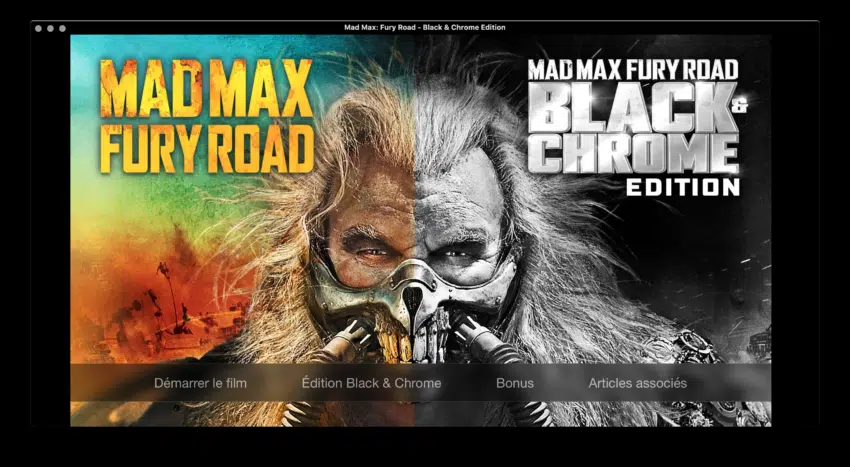 Mad Max: Fury Road - Black & Chrome Edition
MAD MAX
FURY ROAD
MAD MAX FURY ROAD
BLACK &
CHROME
EDITION
Démarrer le film
Édition Black & Chrome
Bonus
Articles associés